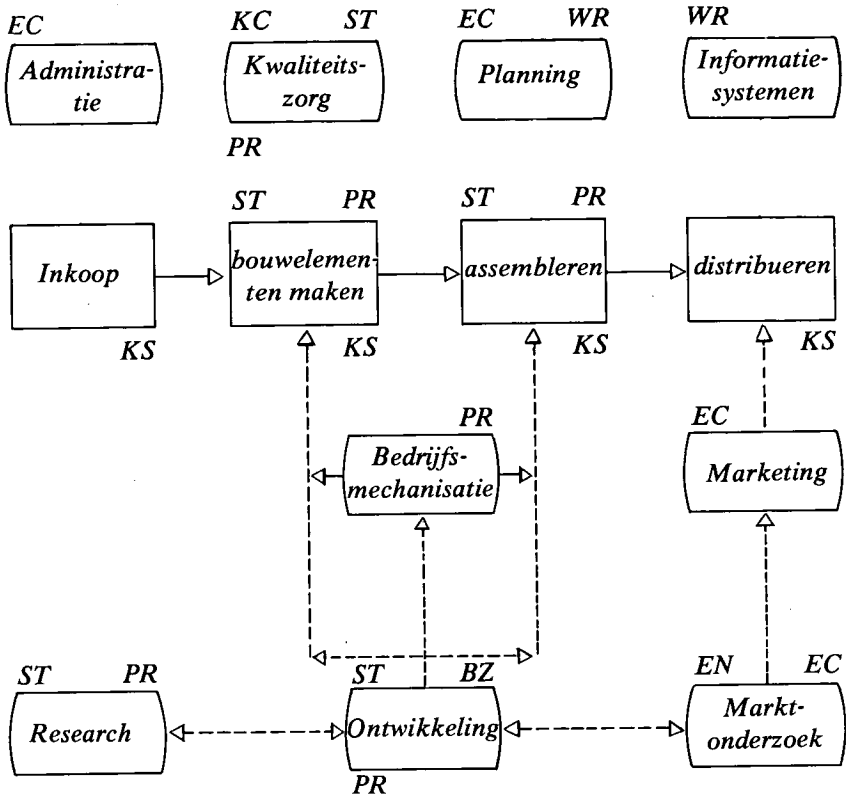 EC KC ST EC WR WR
Administra-
tie
Kwaliteits-
zorg
Planning
Informatie-
systemen
PR
ST PR ST PR
Inkoop
bouwelemen-
ten maken
assembleren
distribueren
KS KS KS KS
PR EC
Bedrijfs-
mechanisatie
Marketing
ST PR ST BZ EN EC
Research
Ontwikkeling
Markt-
onderzoek
PR